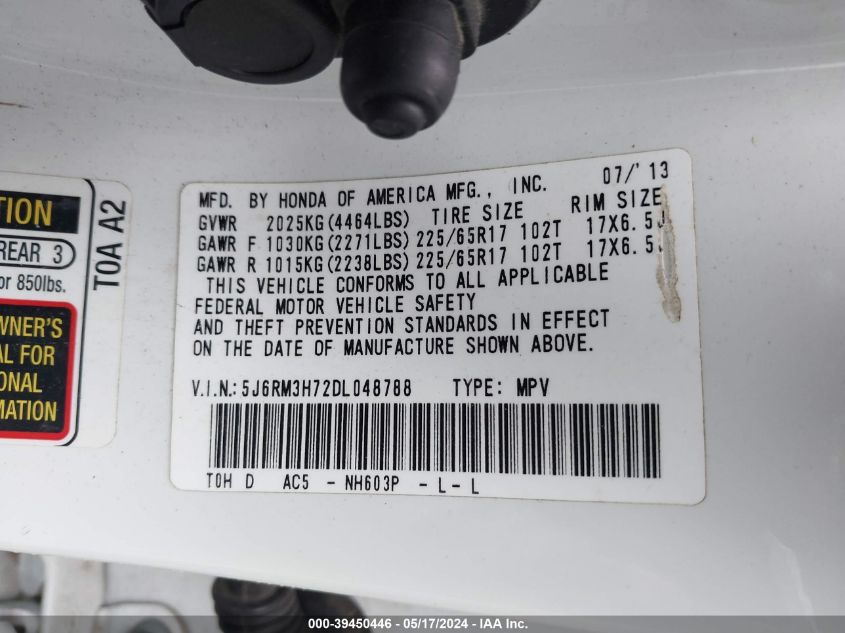 TION
REAR 3
or 850lbs.
WNER'S
AL FOR
ONAL
MATION
TOA A2
MFD. BY HONDA OF AMERICA MFG., INC. 07/'13
GVWR 2025KG(4464LBS) TIRE SIZE RIM SIZE
GAWR F 1030KG(2271LBS) 225/65R17 102T 17X6.5J
GAWR R 1015KG(2238LBS) 225/65R17 102T 17X6.5J
THIS VEHICLE CONFORMS TO ALL APPLICABLE
FEDERAL MOTOR VEHICLE SAFETY
AND THEFT PREVENTION STANDARDS IN EFFECT
ON THE DATE OF MANUFACTURE SHOWN ABOVE.
V.I.N.: 5J6RM3H72DL048788 TYPE: MPV
TOH D AC5 - NH603P - L - L
000-39450446 - 05/17/2024 - IAA Inc.